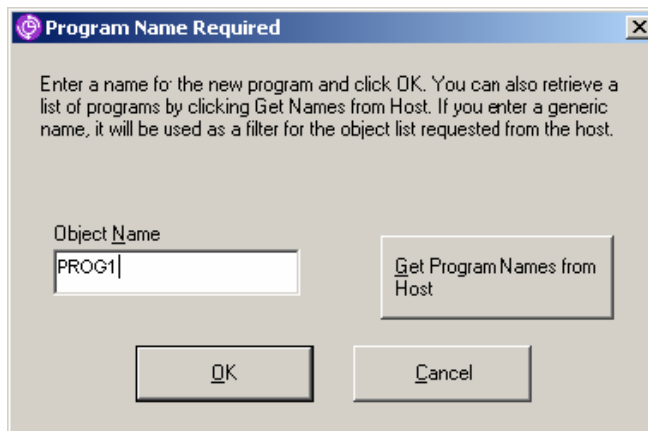 Program Name Required
Enter a name for the new program and click OK. You can also retrieve a
list of programs by clicking Get Names from Host. If you enter a generic
name, it will be used as a filter for the object list requested from the host.
Object Name
PROG1
Get Program Names from
Host
OK
Cancel